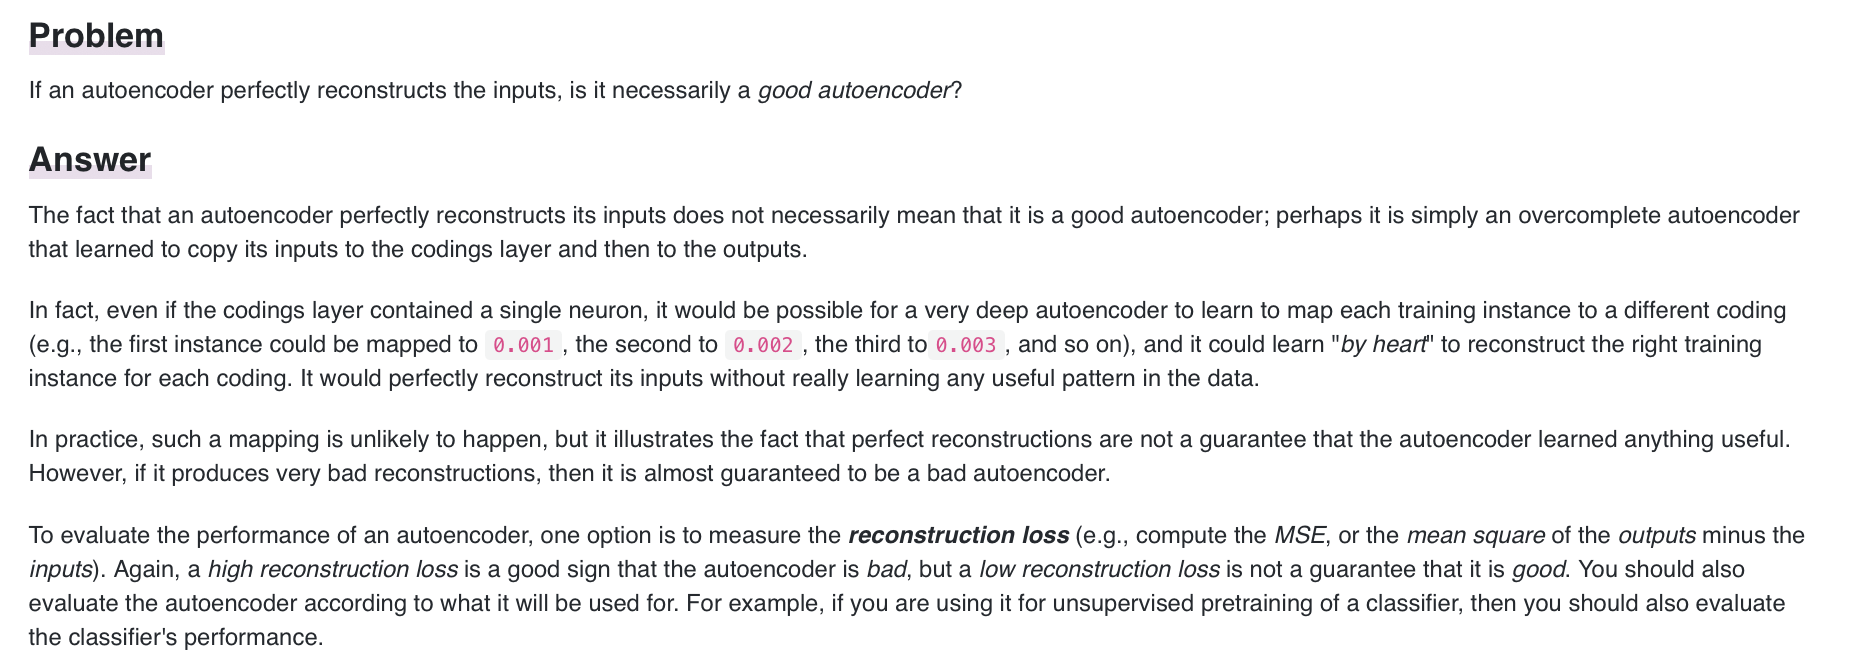 Problem
If an autoencoder perfectly reconstructs the inputs, is it necessarily a good autoencoder?
Answer
The fact that an autoencoder perfectly reconstructs its inputs does not necessarily mean that it is a good autoencoder; perhaps it is simply an overcomplete autoencoder
that learned to copy its inputs to the codings layer and then to the outputs.
In fact, even if the codings layer contained a single neuron, it would be possible for a very deep autoencoder to learn to map each training instance to a different coding
(e.g., the first instance could be mapped to 0.001 , the second to 0.002 , the third to 0.003 , and so on), and it could learn "by heart" to reconstruct the right training
instance for each coding. It would perfectly reconstruct its inputs without really learning any useful pattern in the data.
In practice, such a mapping is unlikely to happen, but it illustrates the fact that perfect reconstructions are not a guarantee that the autoencoder learned anything useful.
However, if it produces very bad reconstructions, then it is almost guaranteed to be a bad autoencoder.
To evaluate the performance of an autoencoder, one option is to measure the reconstruction loss (e.g., compute the MSE, or the mean square of the outputs minus the
inputs). Again, a high reconstruction loss is a good sign that the autoencoder is bad, but a low reconstruction loss is not a guarantee that it is good. You should also
evaluate the autoencoder according to what it will be used for. For example, if you are using it for unsupervised pretraining of a classifier, then you should also evaluate
the classifier's performance.